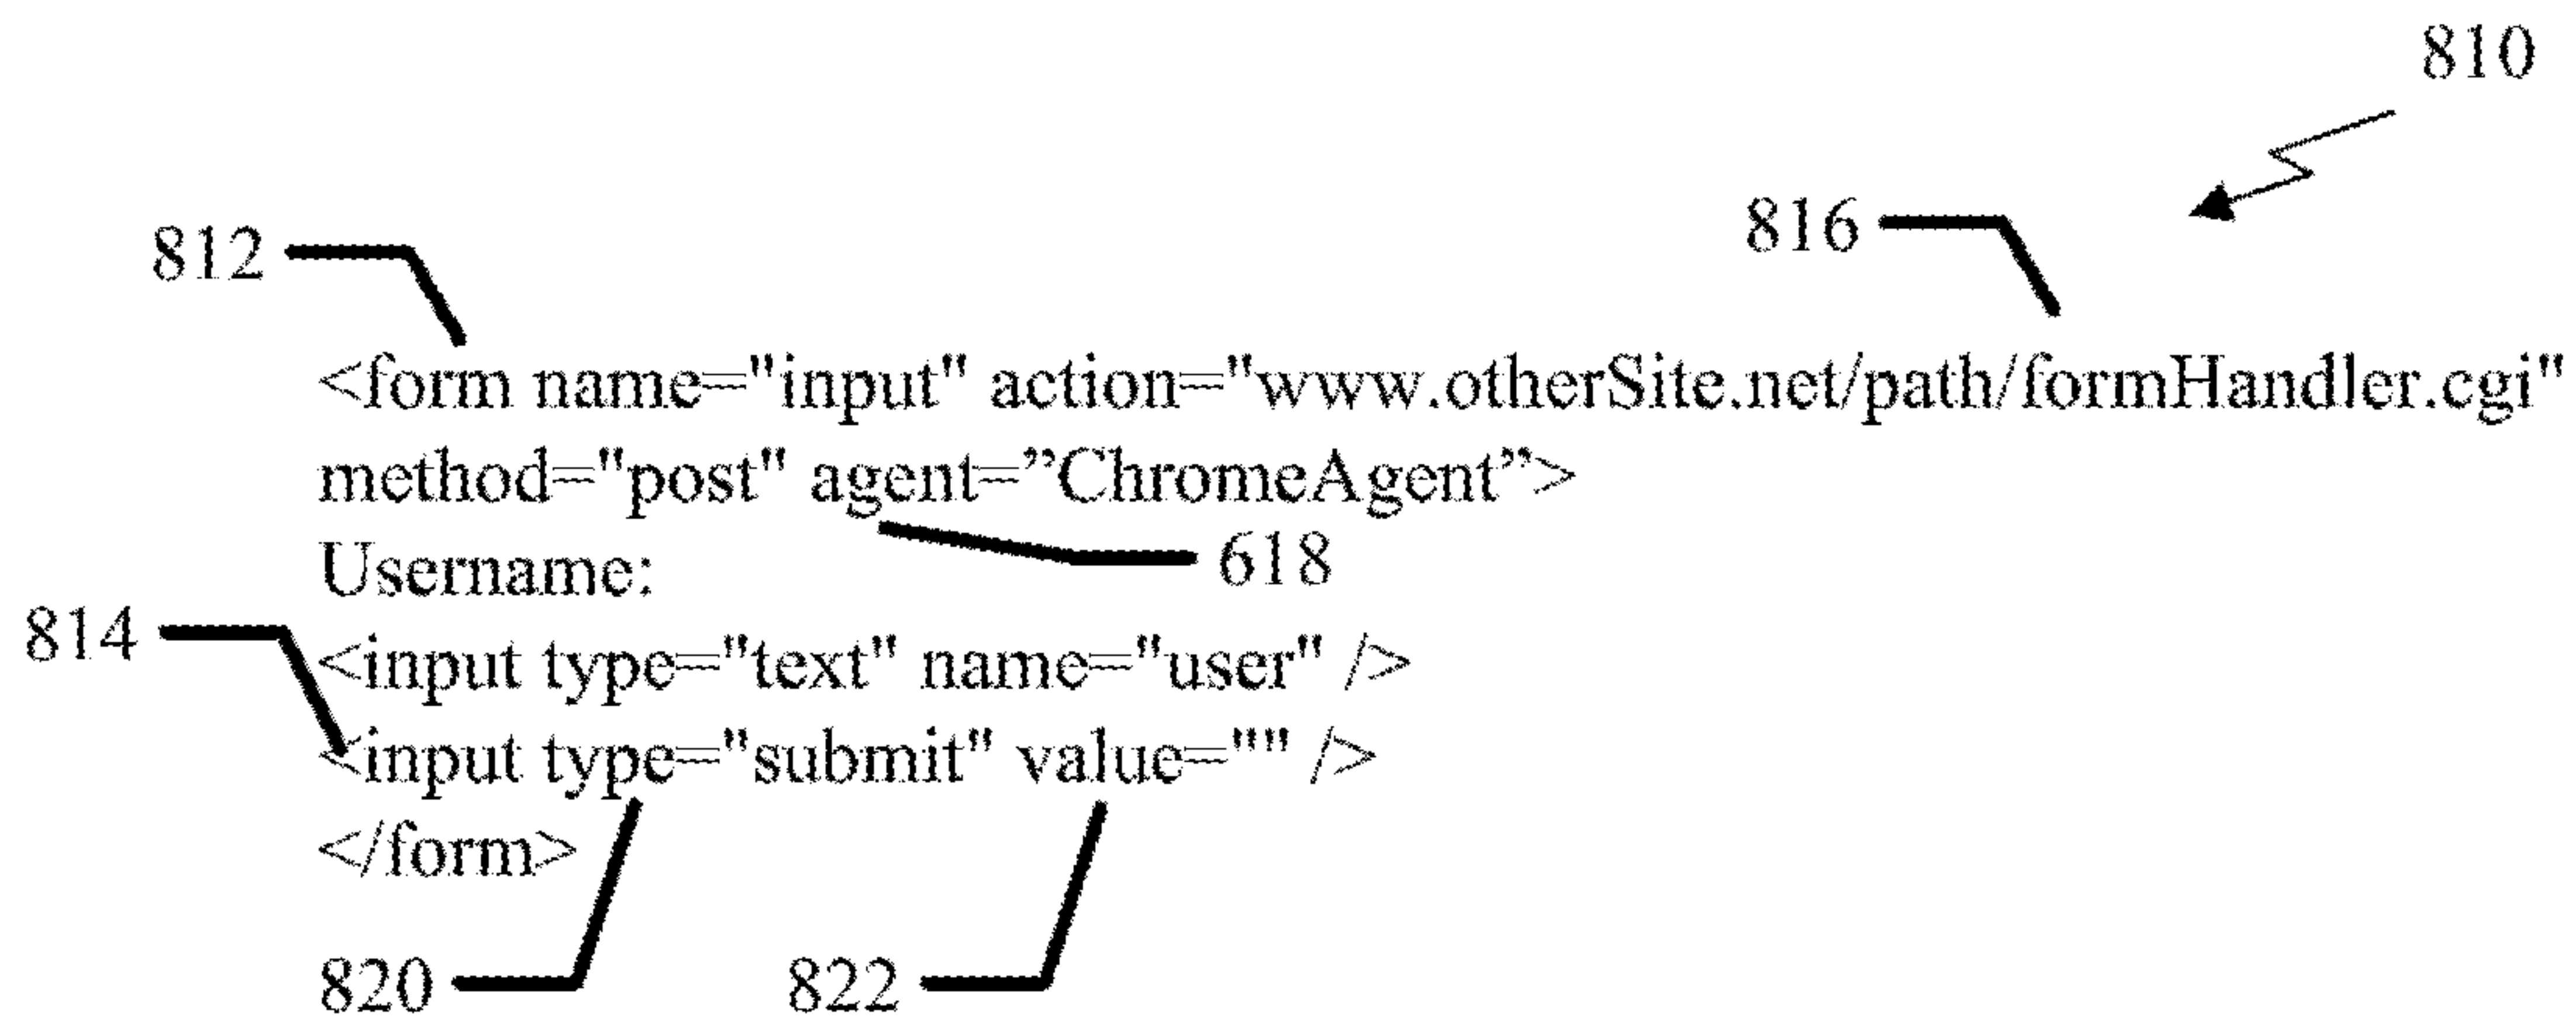 810
816
812
<form name="input" action="www.otherSite.net/path/formHandler.cgi"
method="post" agent=”ChromeAgent”>
618
Username:
814
<input type="text" name="user" />
<input type="submit" value="" />
</form>
820
822